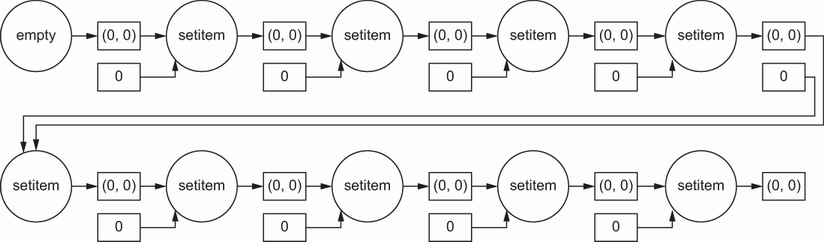 empty (0, 0) setitem (0, 0) setitem (0, 0) setitem (0, 0) setitem (0, 0)
0 0 0 0 0
setitem (0, 0) setitem (0, 0) setitem (0, 0) setitem (0, 0) setitem (0, 0)
0 0 0 0